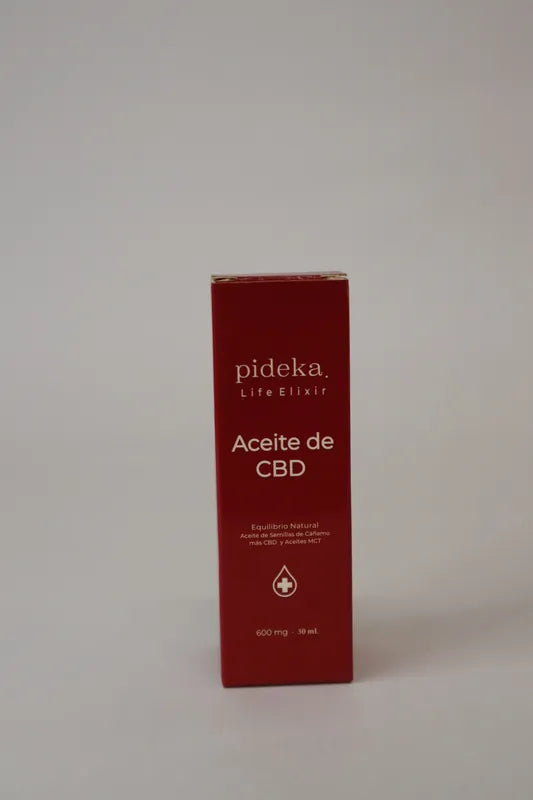 pideka.
Life Elixir
Aceite de
CBD
Equilibrio Natural
Aceite de Semillas de Cáñamo
más CBD y Aceites MCT
600 mg - 30 mL